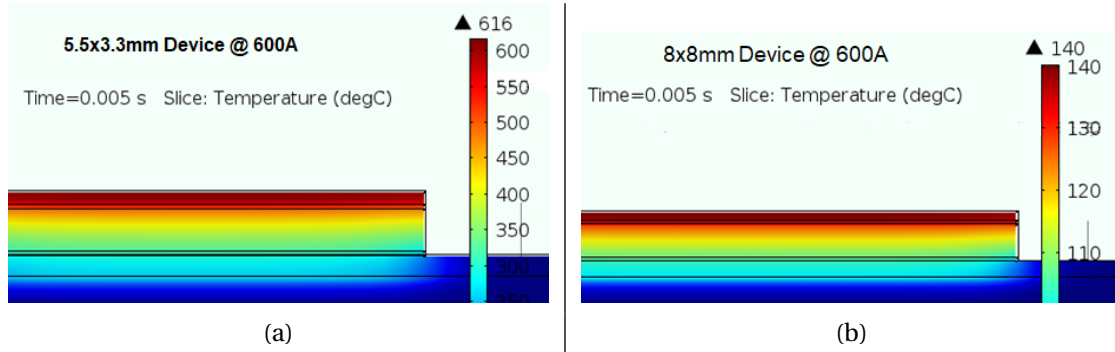 ▲ 616
5.5x3.3mm Device @ 600A
600
550
Time=0.005 s Slice: Temperature (degC)
500
450
400
350
300
(a)
▲ 140
8x8mm Device @ 600A
140
Time=0.005 s Slice: Temperature (degC)
130
120
110
(b)